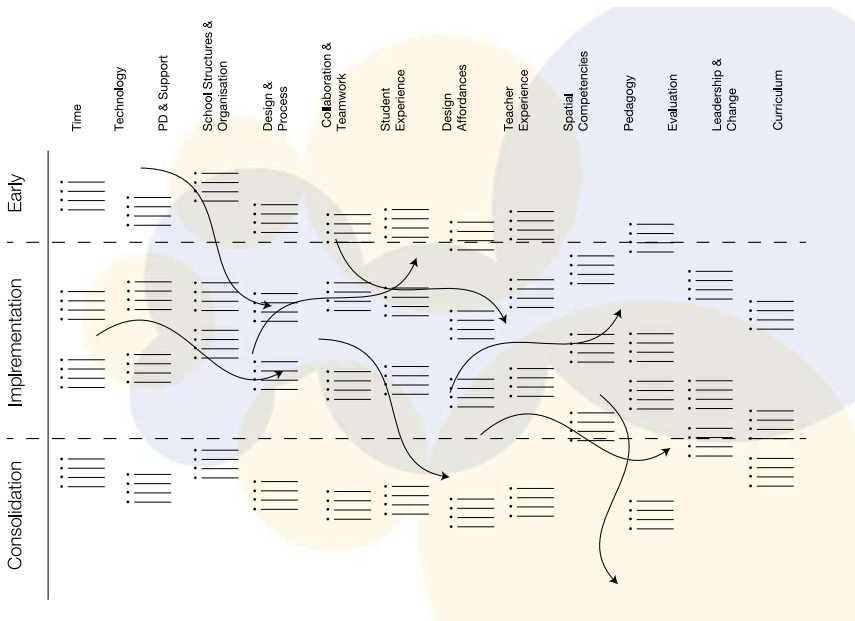 Time
Technology
PD & Support
School Structures &
Organisation
Design &
Process
Collaboration &
Teamwork
Student
Experience
Design
Affordances
Teacher
Experience
Spatial
Competencies
Pedagogy
Evaluation
Leadership &
Change
Curriculum
Early
Implrementation
Consolidation